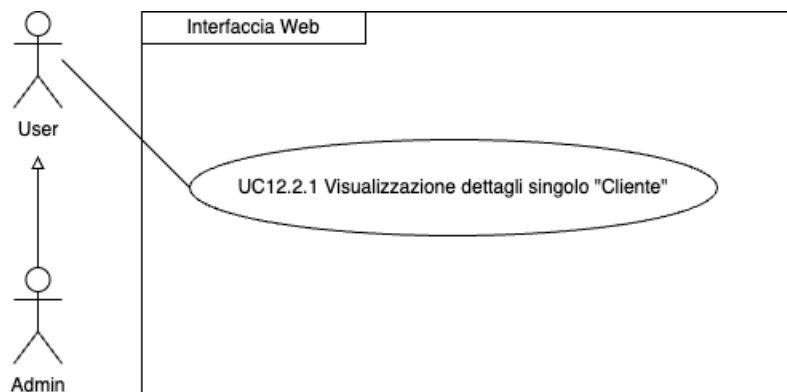 Interfaccia Web
User
UC12.2.1 Visualizzazione dettagli singolo "Cliente"
Admin